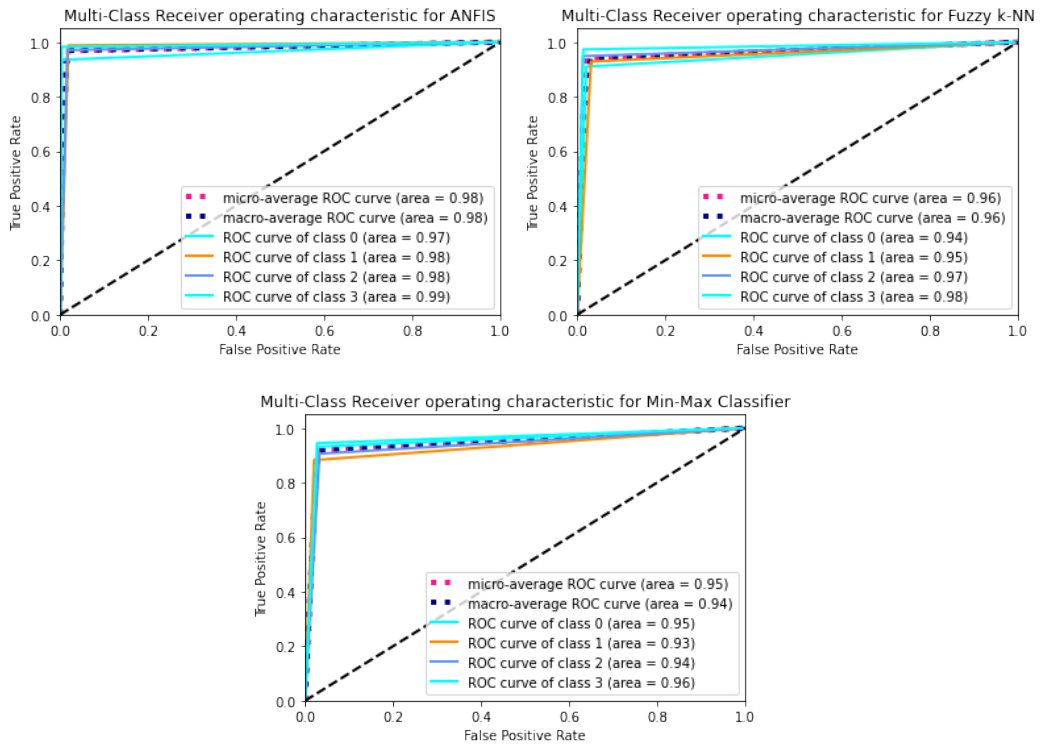 Multi-Class Receiver operating characteristic for ANFIS
True Positive Rate
1.0
0.8
0.6
0.4
0.2
0.0
micro-average ROC curve (area = 0.98)
macro-average ROC curve (area = 0.98)
ROC curve of class 0 (area = 0.97)
ROC curve of class 1 (area = 0.98)
ROC curve of class 2 (area = 0.98)
ROC curve of class 3 (area = 0.99)
0.0 0.2 0.4 0.6 0.8 1.0
False Positive Rate
Multi-Class Receiver operating characteristic for Fuzzy k-NN
True Positive Rate
1.0
0.8
0.6
0.4
0.2
0.0
micro-average ROC curve (area = 0.96)
macro-average ROC curve (area = 0.96)
ROC curve of class 0 (area = 0.94)
ROC curve of class 1 (area = 0.95)
ROC curve of class 2 (area = 0.97)
ROC curve of class 3 (area = 0.98)
0.0 0.2 0.4 0.6 0.8 1.0
False Positive Rate
Multi-Class Receiver operating characteristic for Min-Max Classifier
True Positive Rate
1.0
0.8
0.6
0.4
0.2
0.0
micro-average ROC curve (area = 0.95)
macro-average ROC curve (area = 0.94)
ROC curve of class 0 (area = 0.95)
ROC curve of class 1 (area = 0.93)
ROC curve of class 2 (area = 0.94)
ROC curve of class 3 (area = 0.96)
0.0 0.2 0.4 0.6 0.8 1.0
False Positive Rate